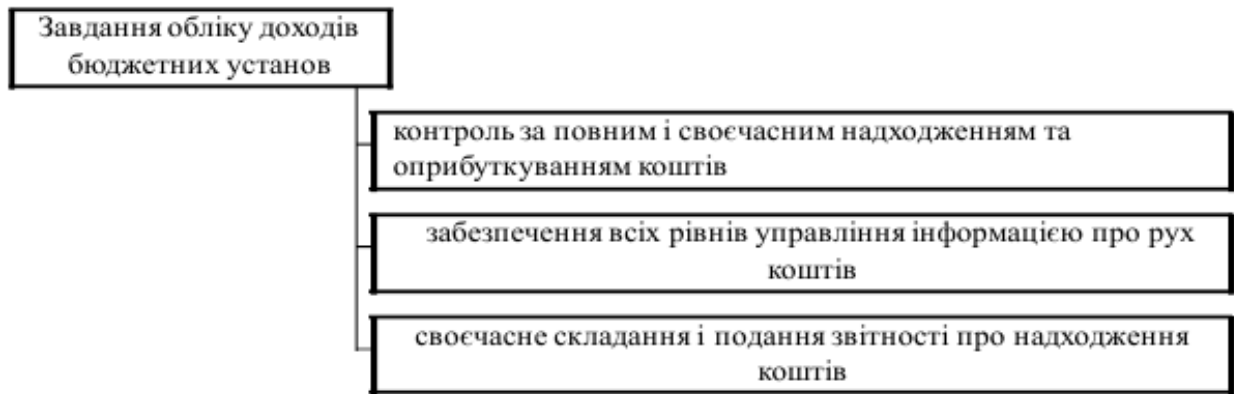 Завдання обліку доходів
бюджетних установ
контроль за повним і своєчасним надходженням та
оприбуткуванням коштів
забезпечення всіх рівнів управління інформацією про рух
коштів
своєчасне складання і подання звітності про надходження
коштів